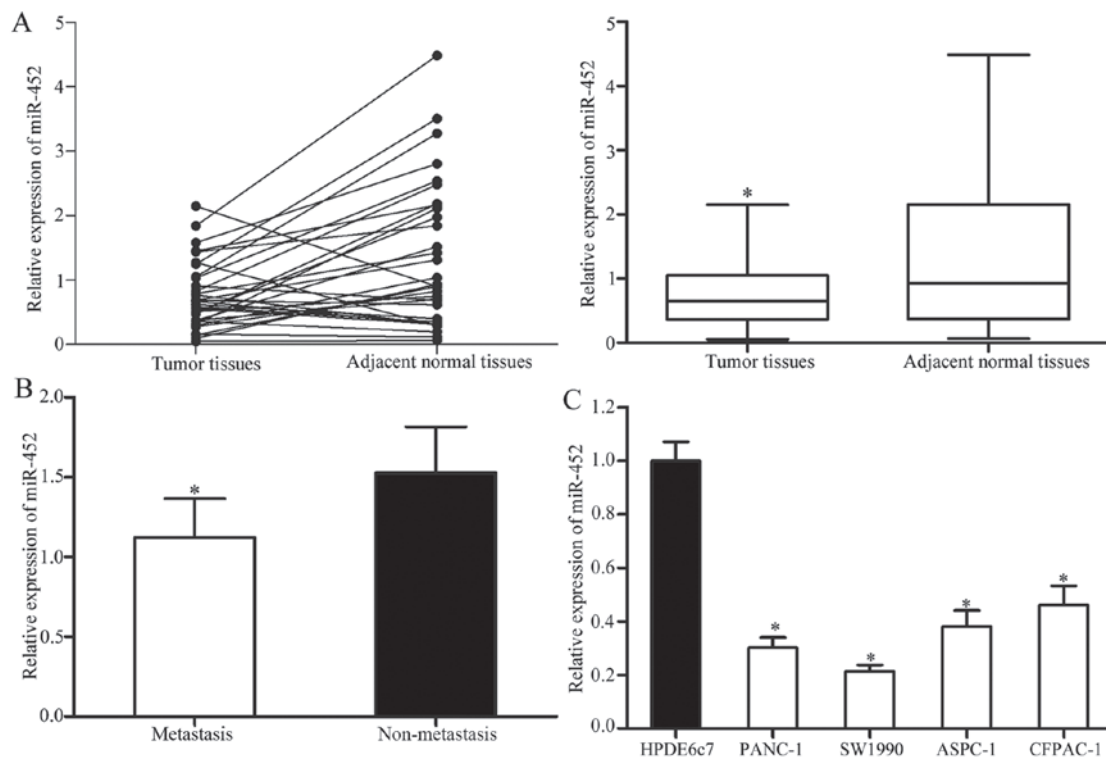 A
Relative expression of miR-452
5
4
3
2
1
0
Tumor tissues
Adjacent normal tissues
Relative expression of miR-452
5
4
3
2
1
0
*
Tumor tissues
Adjacent normal tissues
B
Relative expression of miR-452
2.0
1.5
1.0
0.5
0.0
*
Metastasis
Non-metastasis
C
Relative expression of miR-452
1.2
1.0
0.8
0.6
0.4
0.2
0.0
*
*
*
*
HPDE6c7
PANC-1
SW1990
ASPC-1
CFPAC-1